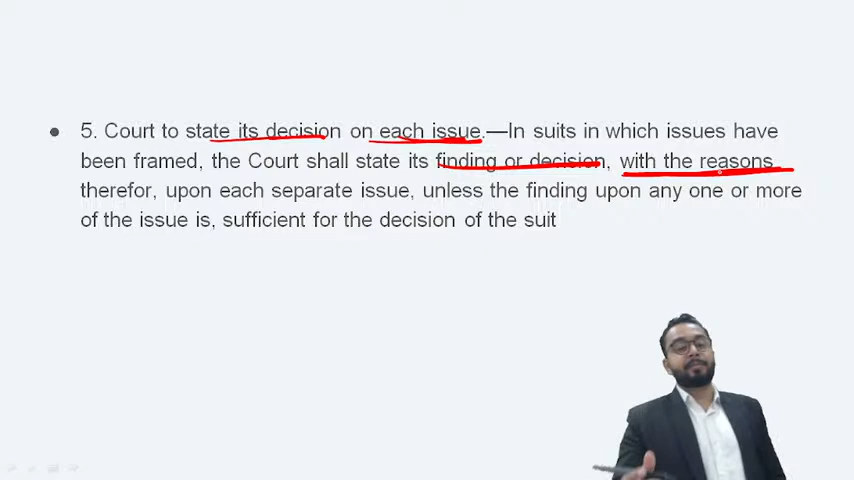 ● 5. Court to state its decision on each issue.—In suits in which issues have
been framed, the Court shall state its finding or decision, with the reasons
therefor, upon each separate issue, unless the finding upon any one or more
of the issue is, sufficient for the decision of the suit